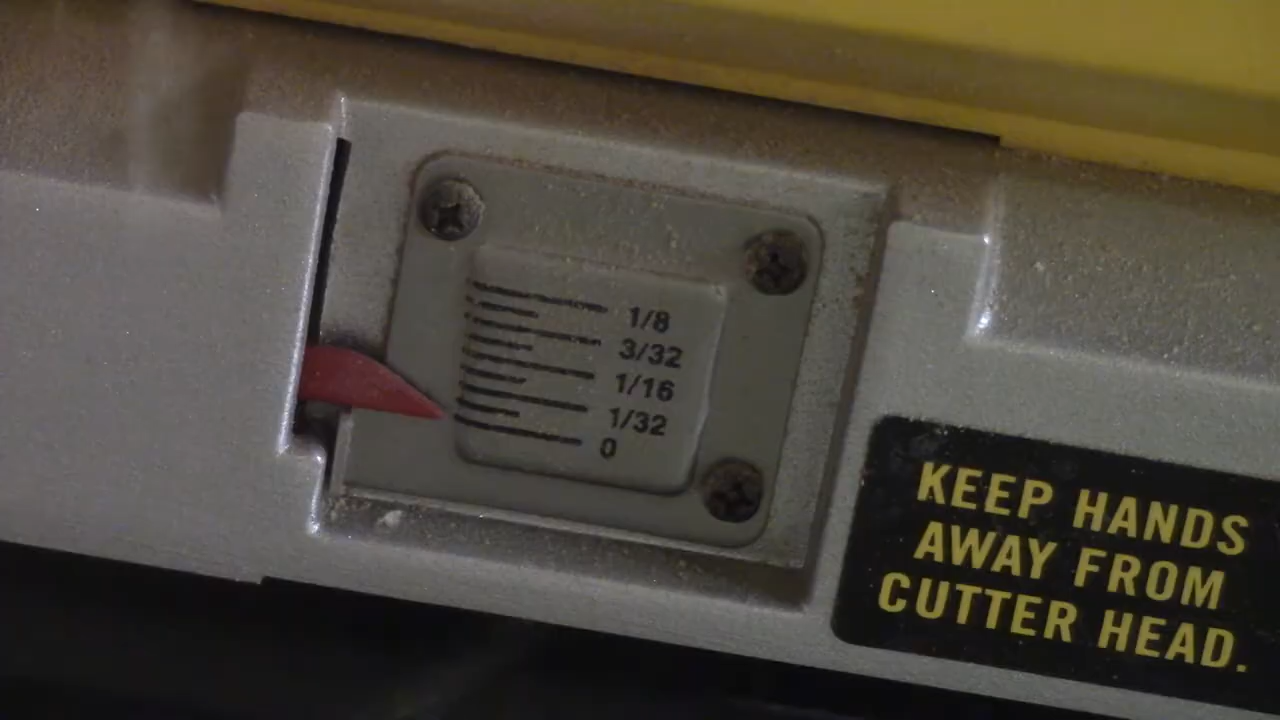 1/8
3/32
1/16
1/32
0
KEEP HANDS
AWAY FROM
CUTTER HEAD.